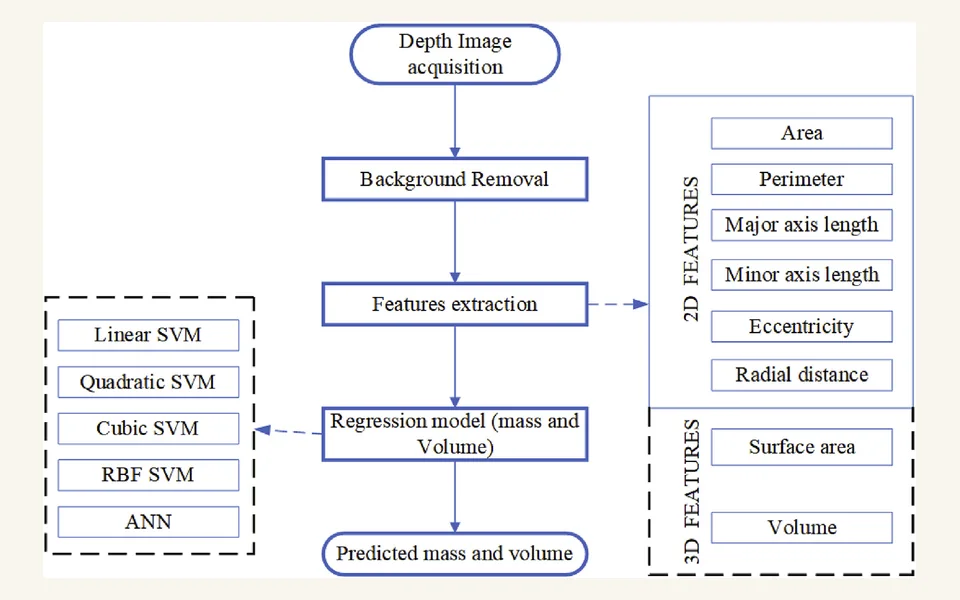 Depth Image
acquisition
Background Removal
Features extraction
Regression model (mass and
Volume)
Predicted mass and volume
Linear SVM
Quadratic SVM
Cubic SVM
RBF SVM
ANN
2D FEATURES
Area
Perimeter
Major axis length
Minor axis length
Eccentricity
Radial distance
3D FEATURES
Surface area
Volume